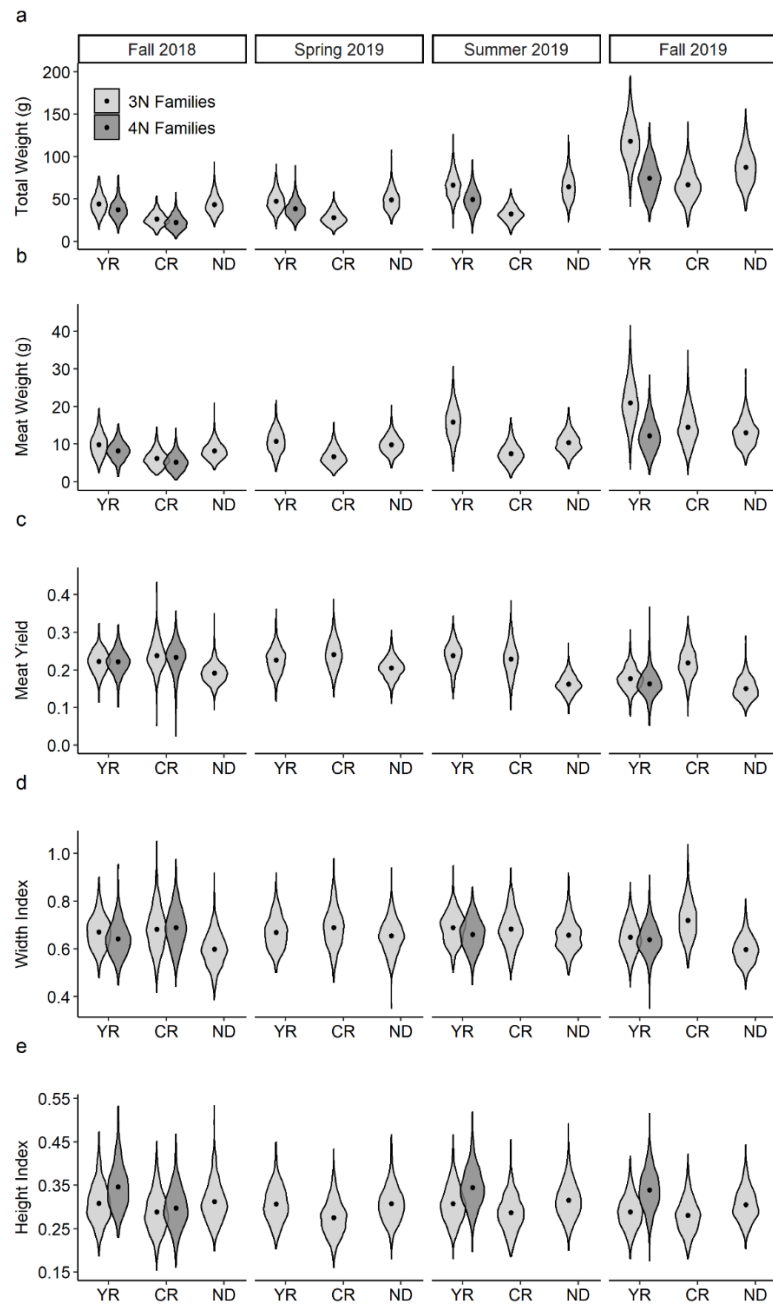 a
Fall 2018 Spring 2019 Summer 2019 Fall 2019
Total Weight (g)
200
150
100
50
0
3N Families
4N Families
YR CR ND YR CR ND YR CR ND YR CR ND
b
Meat Weight (g)
40
30
20
10
0
YR CR ND YR CR ND YR CR ND YR CR ND
c
Meat Yield
0.4
0.3
0.2
0.1
0.0
YR CR ND YR CR ND YR CR ND YR CR ND
d
Width Index
1.0
0.8
0.6
0.4
YR CR ND YR CR ND YR CR ND YR CR ND
e
Height Index
0.55
0.45
0.35
0.25
0.15
YR CR ND YR CR ND YR CR ND YR CR ND